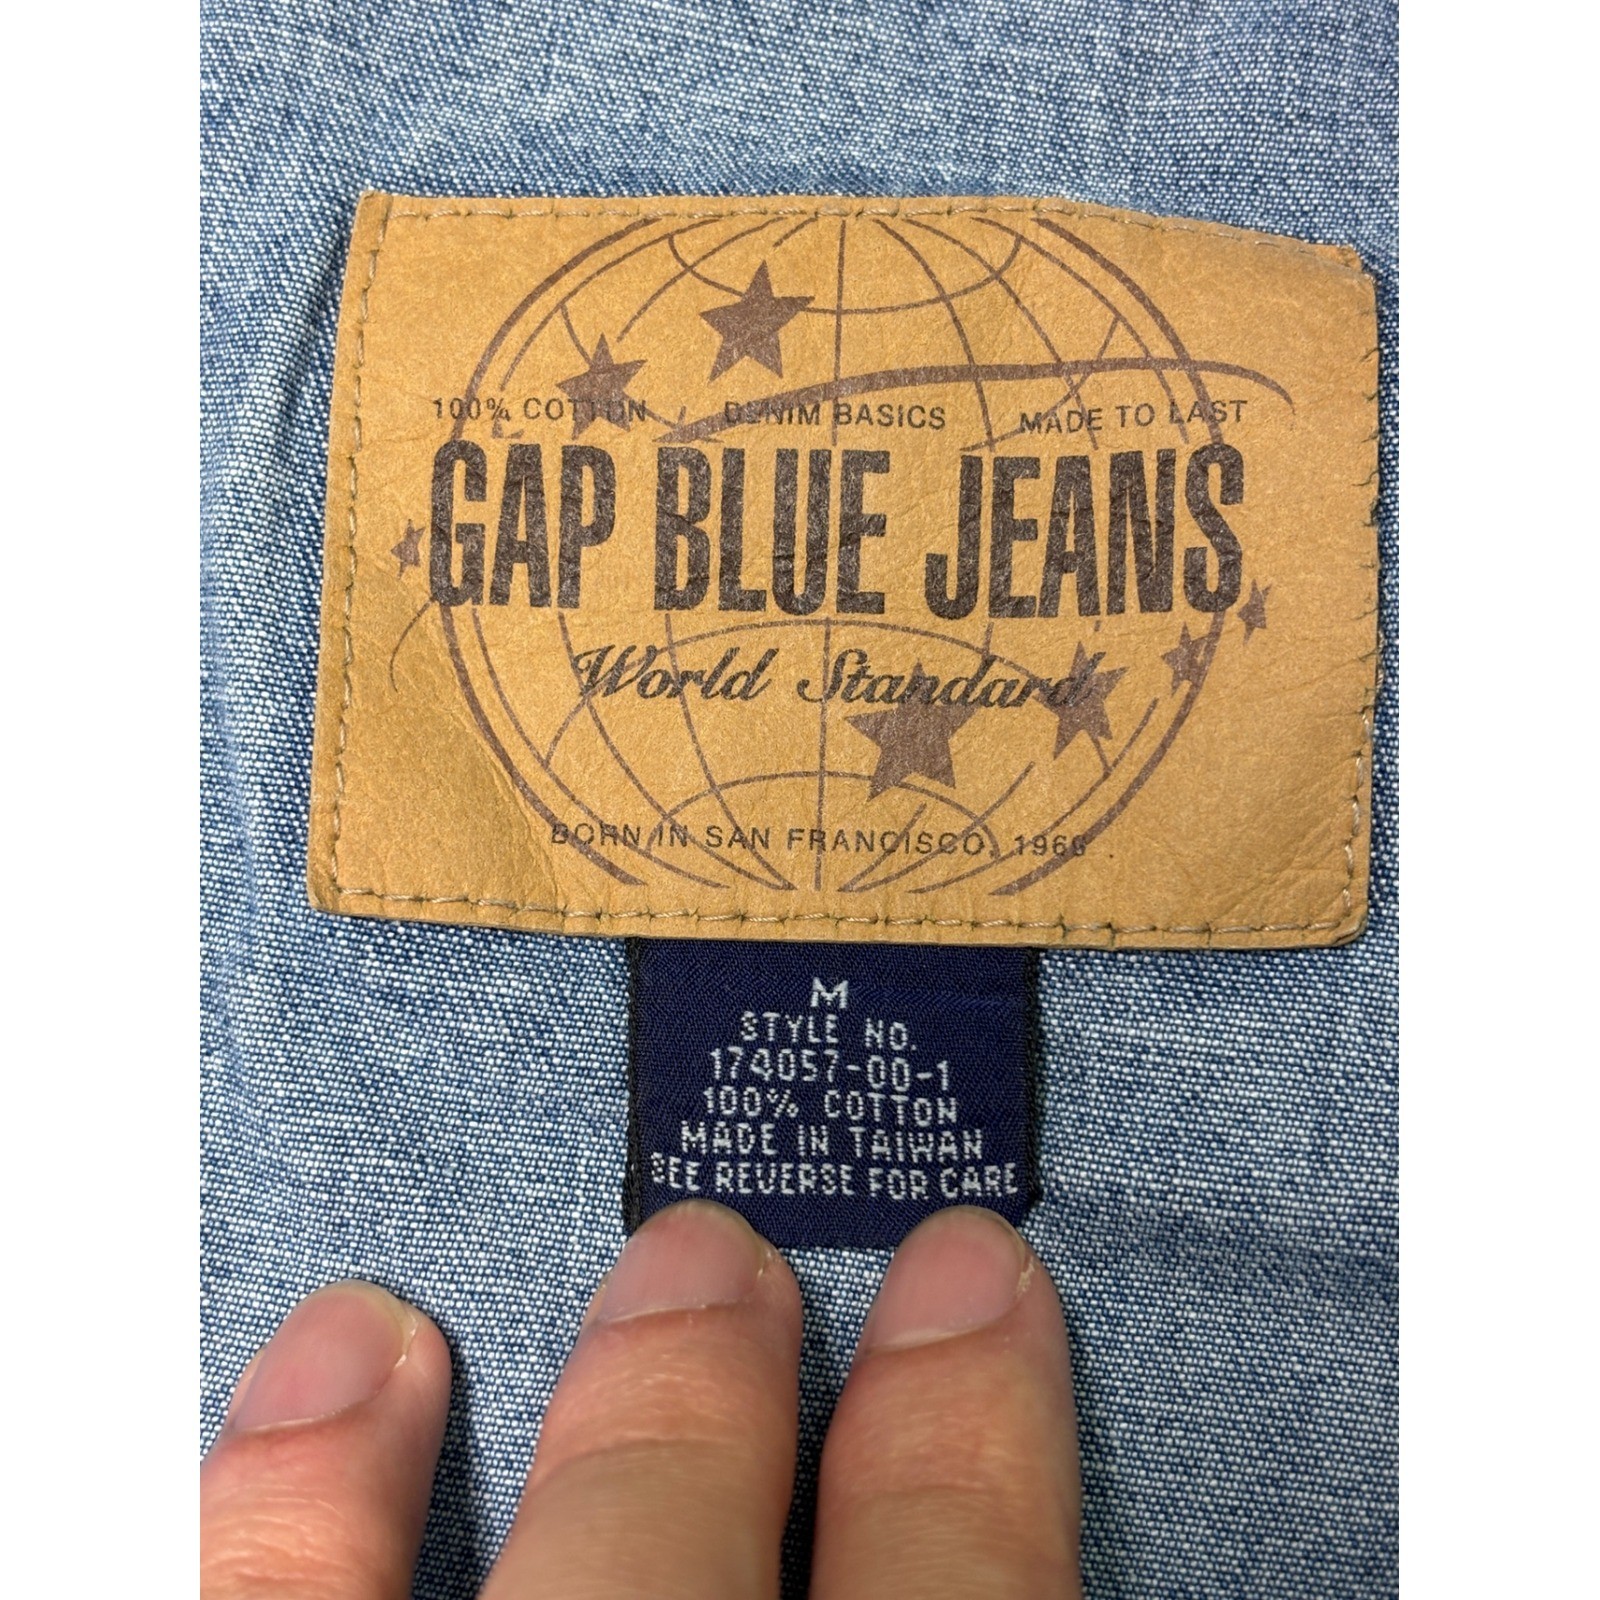 100% COTTON DENIM BASICS MADE TO LAST
GAP BLUE JEANS
World Standard
BORN IN SAN FRANCISCO, 1969
M
STYLE NO.
174057-00-1
100% COTTON
MADE IN TAIWAN
SEE REVERSE FOR CARE